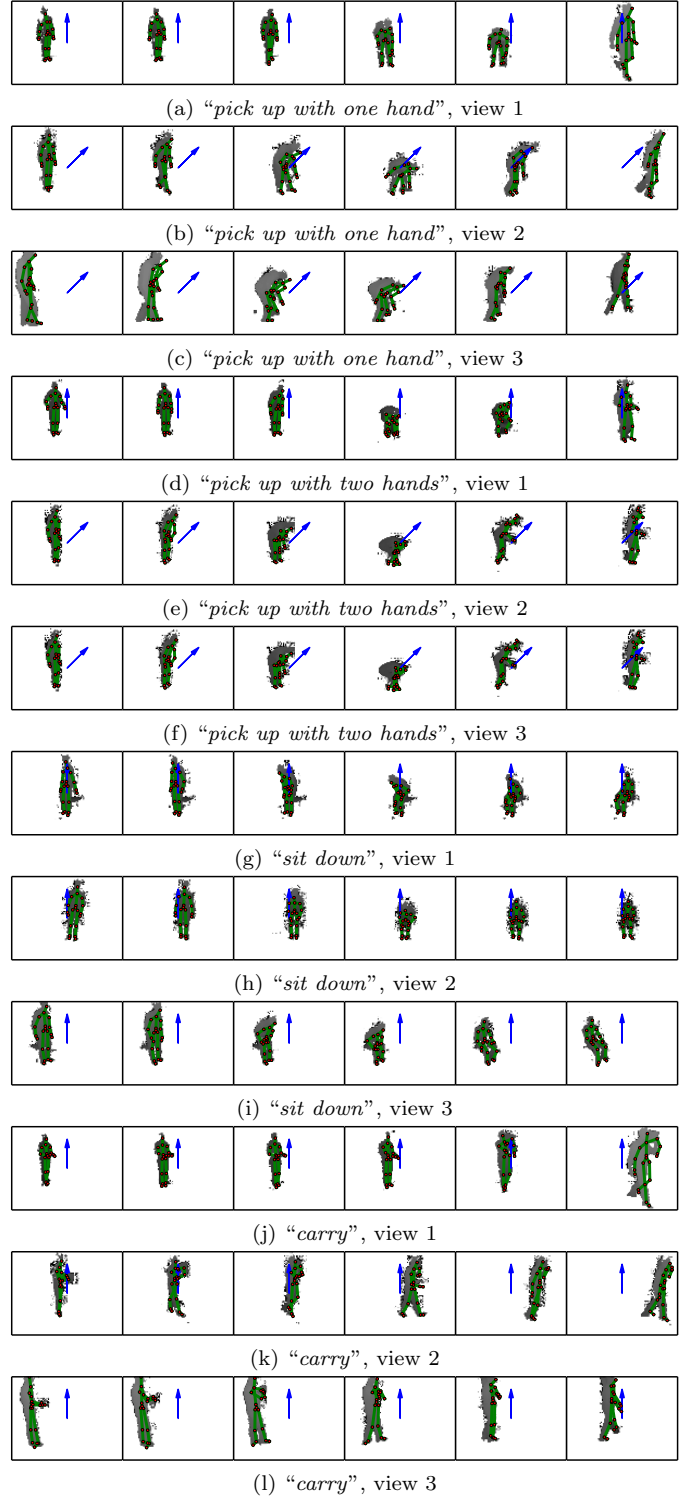 (a) “pick up with one hand”, view 1
(b) “pick up with one hand”, view 2
(c) “pick up with one hand”, view 3
(d) “pick up with two hands”, view 1
(e) “pick up with two hands”, view 2
(f) “pick up with two hands”, view 3
(g) “sit down”, view 1
(h) “sit down”, view 2
(i) “sit down”, view 3
(j) “carry”, view 1
(k) “carry”, view 2
(l) “carry”, view 3